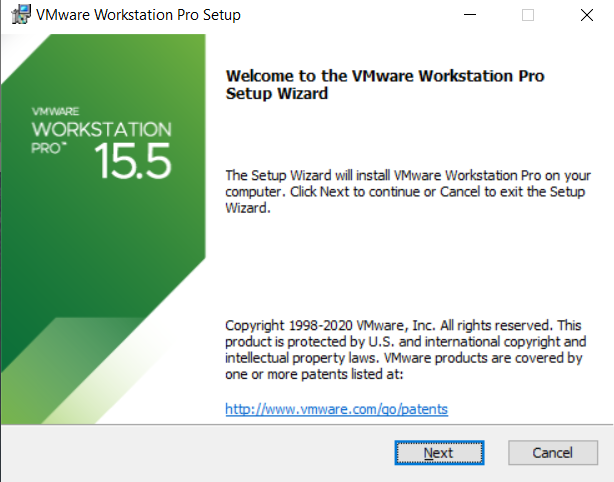 VMware Workstation Pro Setup
VMWARE
WORKSTATION
PRO™ 15.5
Welcome to the VMware Workstation Pro
Setup Wizard
The Setup Wizard will install VMware Workstation Pro on your
computer. Click Next to continue or Cancel to exit the Setup
Wizard.
Copyright 1998-2020 VMware, Inc. All rights reserved. This
product is protected by U.S. and international copyright and
intellectual property laws. VMware products are covered by
one or more patents listed at:
http://www.vmware.com/go/patents
Next
Cancel